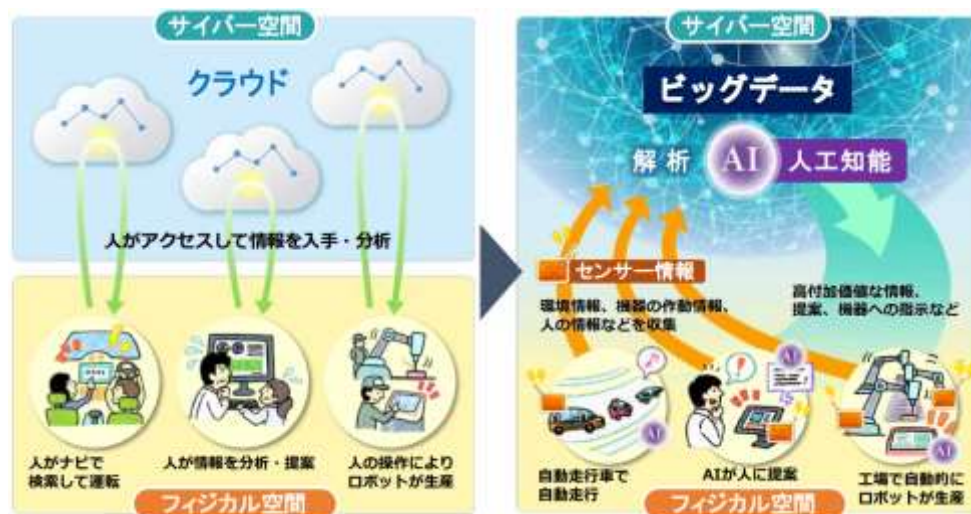 サイバー空間
クラウド
人がアクセスして情報を入手・分析
人がナビで
検索して運転
人が情報を分析・提案
人の操作により
ロボットが生産
フィジカル空間
サイバー空間
ビッグデータ
解析 AI 人工知能
センサー情報
環境情報、機器の作動情報、
人の情報などを収集
高付加価値な情報、
提案、機器への指示など
AI
AI
AI
自動走行車で
自動走行
AIが人に提案
工場で自動的に
ロボットが生産
フィジカル空間